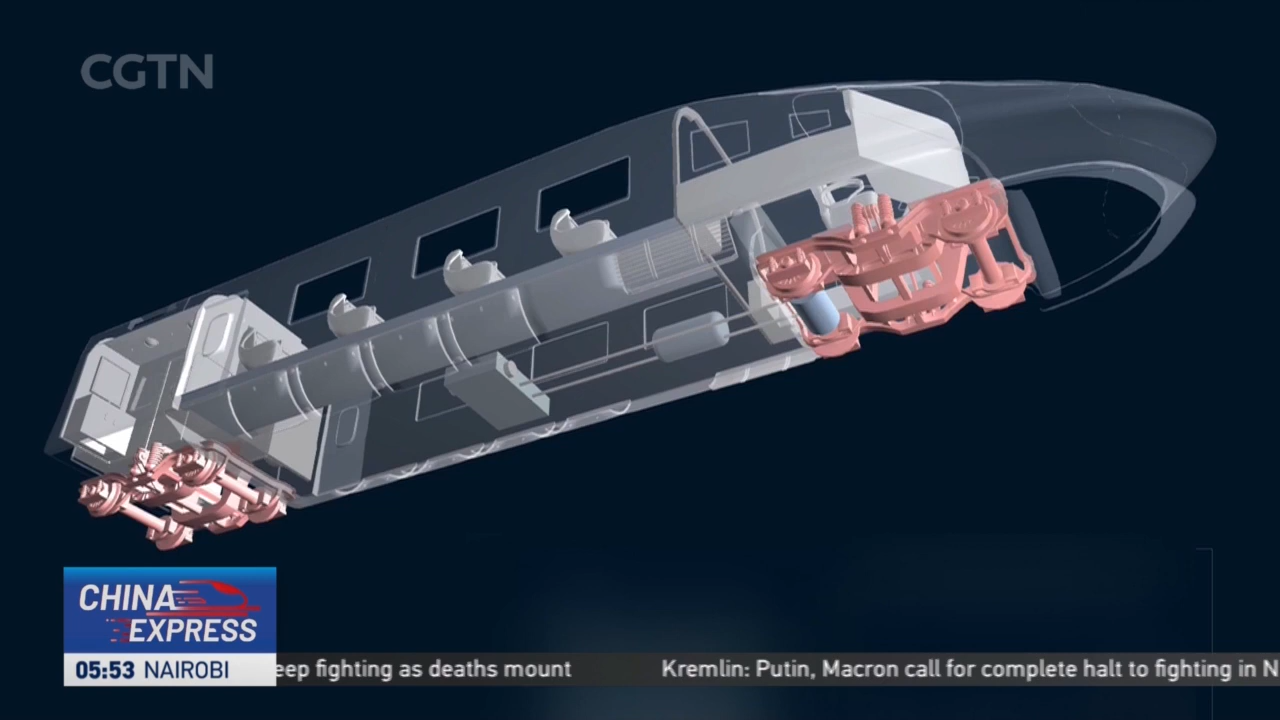 CGTN
CHINA
EXPRESS
05:53 NAIROBI
fighting as deaths mount
Kremlin: Putin, Macron call for complete halt to fighting in